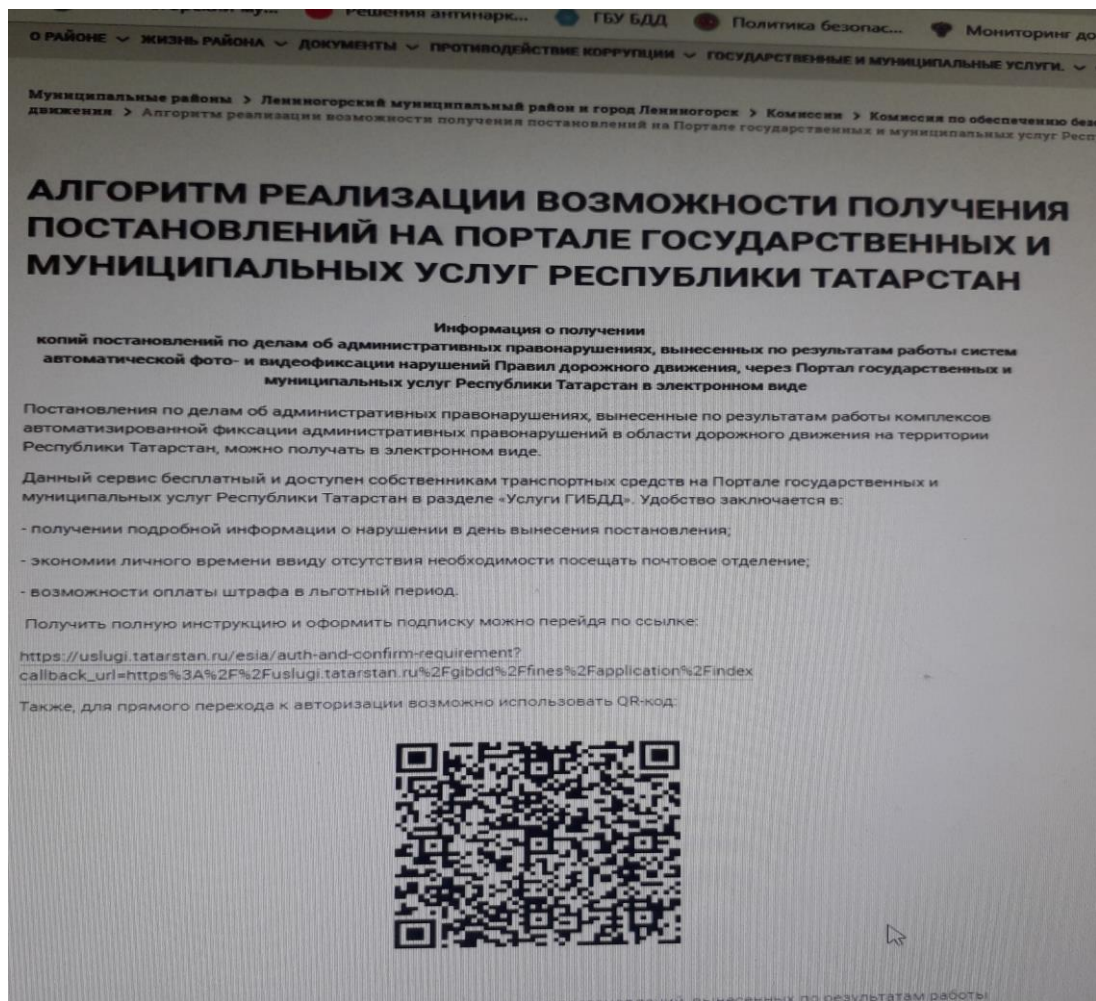 Решения антинарк...
ГБУ БДД
Политика безопас...
Мониторинг до
О РАЙОНЕ
ЖИЗНЬ РАЙОНА
ДОКУМЕНТЫ
ПРОТИВОДЕЙСТВИЕ КОРРУПЦИИ
ГОСУДАРСТВЕННЫЕ И МУНИЦИПАЛЬНЫЕ УСЛУГИ.
Муниципальные районы > Лениногорский муниципальный район и город Лениногорск > Комиссии > Комиссия по обеспечению без
движения > Алгоритм реализации возможности получения постановлений на Портале государственных и муниципальных услуг Респ
АЛГОРИТМ РЕАЛИЗАЦИИ ВОЗМОЖНОСТИ ПОЛУЧЕНИЯ
ПОСТАНОВЛЕНИЙ НА ПОРТАЛЕ ГОСУДАРСТВЕННЫХ И
МУНИЦИПАЛЬНЫХ УСЛУГ РЕСПУБЛИКИ ТАТАРСТАН
Информация о получении
копий постановлений по делам об административных правонарушениях, вынесенных по результатам работы систем
автоматической фото- и видеофиксации нарушений Правил дорожного движения, через Портал государственных и
муниципальных услуг Республики Татарстан в электронном виде
Постановления по делам об административных правонарушениях, вынесенные по результатам работы комплексов
автоматизированной фиксации административных правонарушений в области дорожного движения на территории
Республики Татарстан, можно получать в электронном виде.
Данный сервис бесплатный и доступен собственникам транспортных средств на Портале государственных и
муниципальных услуг Республики Татарстан в разделе «Услуги ГИБДД». Удобство заключается в:
- получении подробной информации о нарушении в день вынесения постановления;
- экономии личного времени ввиду отсутствия необходимости посещать почтовое отделение;
- возможности оплаты штрафа в льготный период.
Получить полную инструкцию и оформить подписку можно перейдя по ссылке:
https://uslugi.tatarstan.ru/esia/auth-and-confirm-requirement?
callback_url=https%3A%2F%2Fuslugi.tatarstan.ru%2Fgibdd%2Ffines%2Fapplication%2Findex
Также, для прямого перехода к авторизации возможно использовать QR-код:
вынесенных по результатам работы